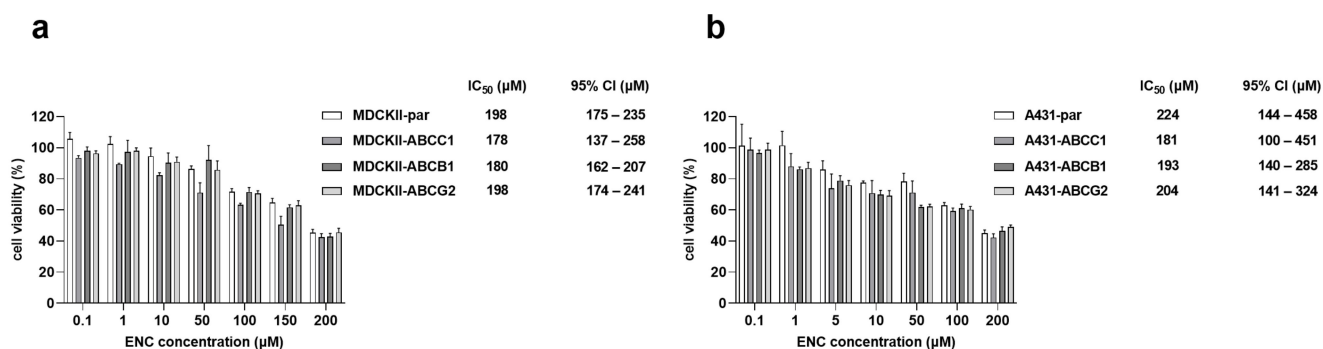 a
IC50 (µM) 95% CI (µM)
MDCKII-par 198 175 – 235
MDCKII-ABCC1 178 137 – 258
MDCKII-ABCB1 180 162 – 207
MDCKII-ABCG2 198 174 – 241
cell viability (%)
120
100
80
60
40
20
0
0.1 1 10 50 100 150 200
ENC concentration (µM)
b
IC50 (µM) 95% CI (µM)
A431-par 224 144 – 458
A431-ABCC1 181 100 – 451
A431-ABCB1 193 140 – 285
A431-ABCG2 204 141 – 324
cell viability (%)
120
100
80
60
40
20
0
0.1 1 5 10 50 100 200
ENC concentration (µM)